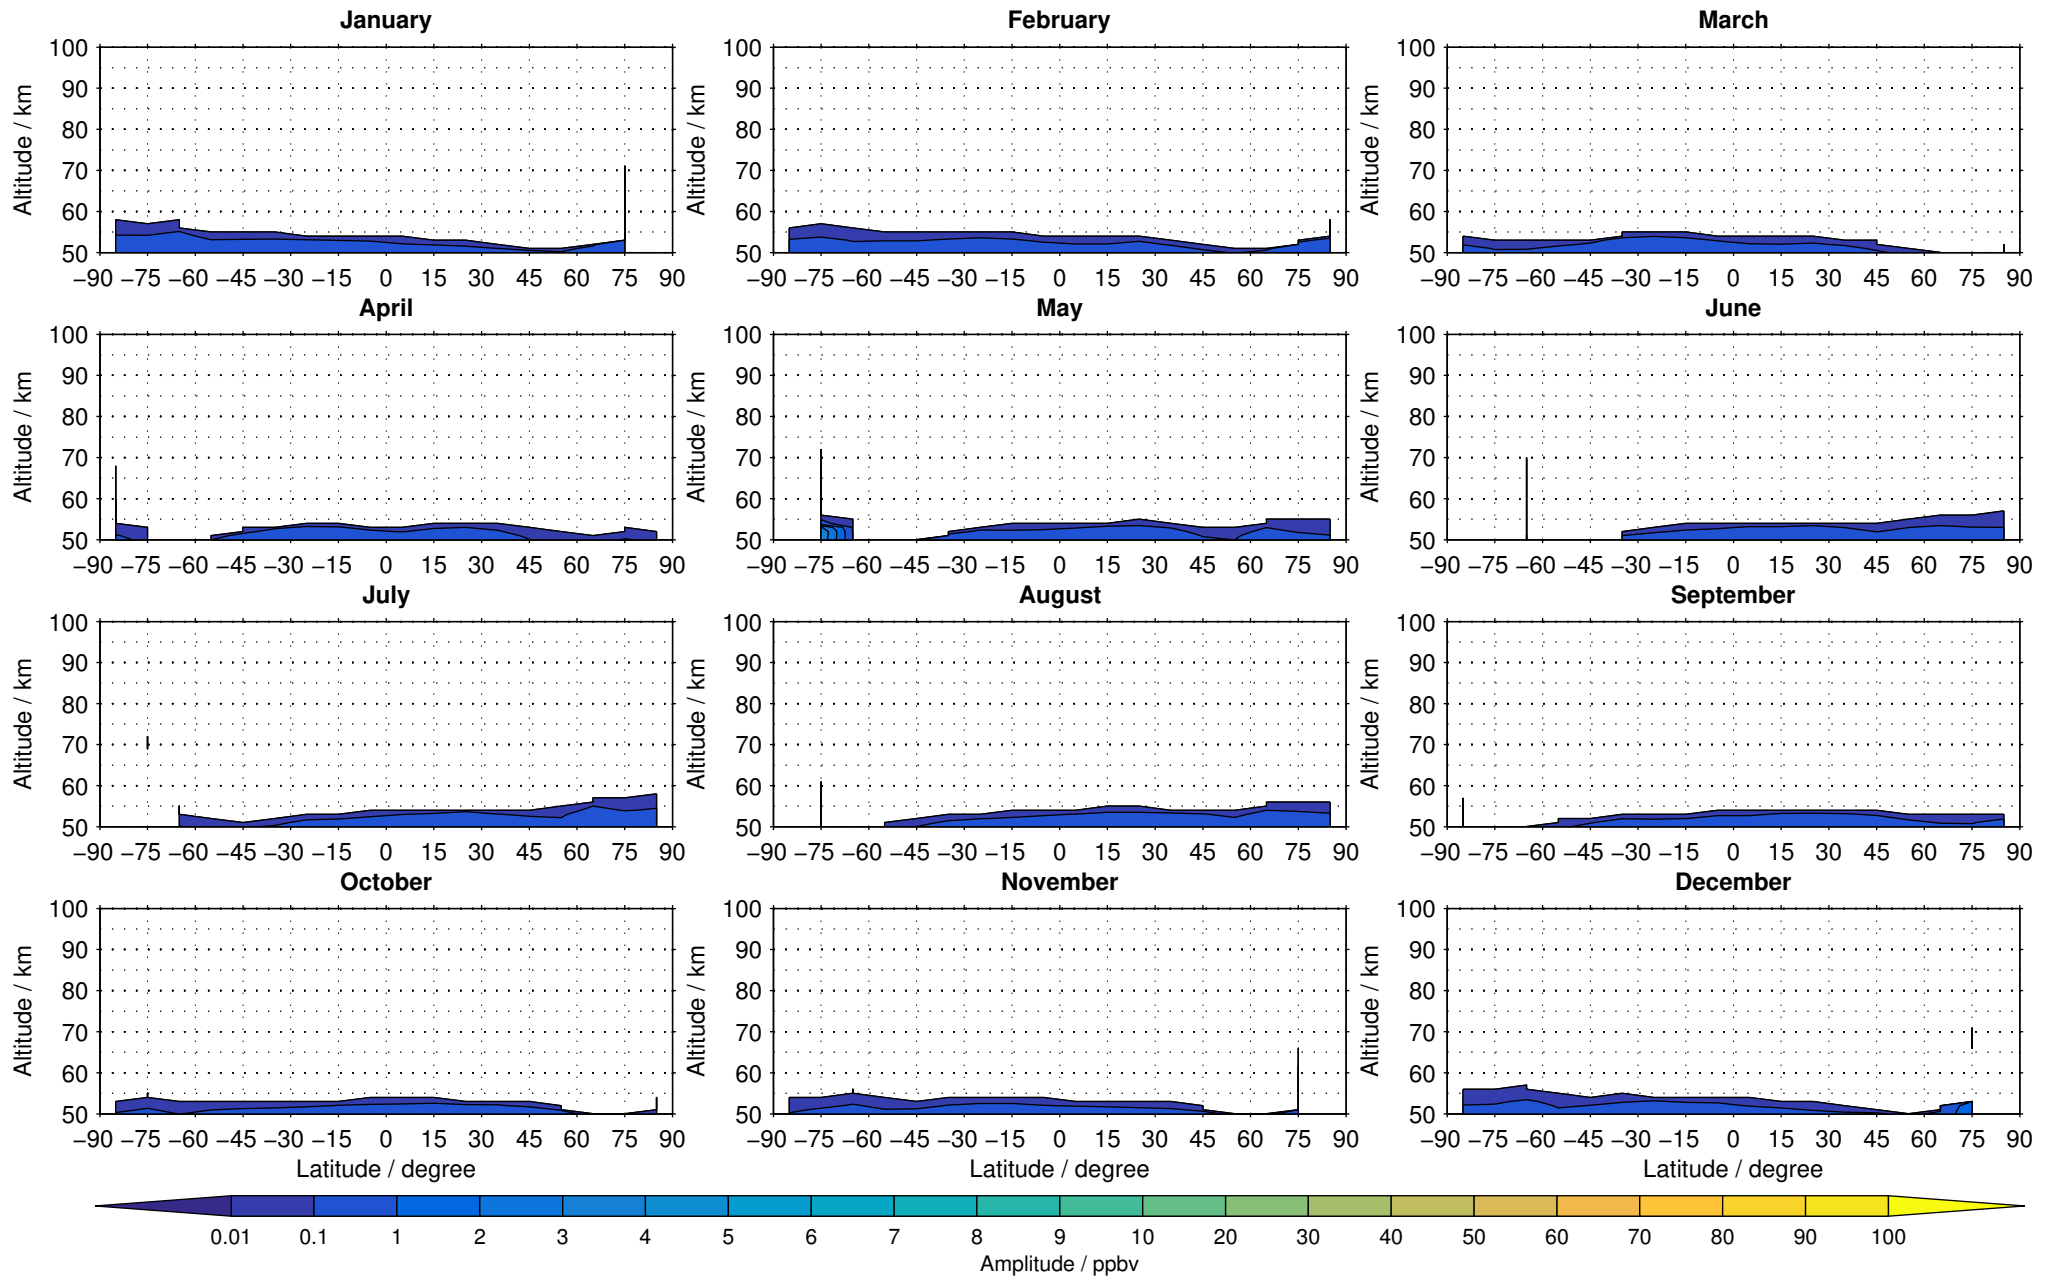 January
February
March
Altitude / km
Altitude / km
Altitude / km
100 90 80 70 60 50
100 90 80 70 60 50
100 90 80 70 60 50
−90 −75 −60 −45 −30 −15 0 15 30 45 60 75 90
−90 −75 −60 −45 −30 −15 0 15 30 45 60 75 90
−90 −75 −60 −45 −30 −15 0 15 30 45 60 75 90
April
May
June
Altitude / km
Altitude / km
Altitude / km
100 90 80 70 60 50
100 90 80 70 60 50
100 90 80 70 60 50
−90 −75 −60 −45 −30 −15 0 15 30 45 60 75 90
−90 −75 −60 −45 −30 −15 0 15 30 45 60 75 90
−90 −75 −60 −45 −30 −15 0 15 30 45 60 75 90
July
August
September
Altitude / km
Altitude / km
Altitude / km
100 90 80 70 60 50
100 90 80 70 60 50
100 90 80 70 60 50
−90 −75 −60 −45 −30 −15 0 15 30 45 60 75 90
−90 −75 −60 −45 −30 −15 0 15 30 45 60 75 90
−90 −75 −60 −45 −30 −15 0 15 30 45 60 75 90
October
November
December
Altitude / km
Altitude / km
Altitude / km
100 90 80 70 60 50
100 90 80 70 60 50
100 90 80 70 60 50
−90 −75 −60 −45 −30 −15 0 15 30 45 60 75 90
−90 −75 −60 −45 −30 −15 0 15 30 45 60 75 90
−90 −75 −60 −45 −30 −15 0 15 30 45 60 75 90
Latitude / degree
Latitude / degree
Latitude / degree
0.01 0.1 1 2 3 4 5 6 7 8 9 10 20 30 40 50 60 70 80 90 100
Amplitude / ppbv